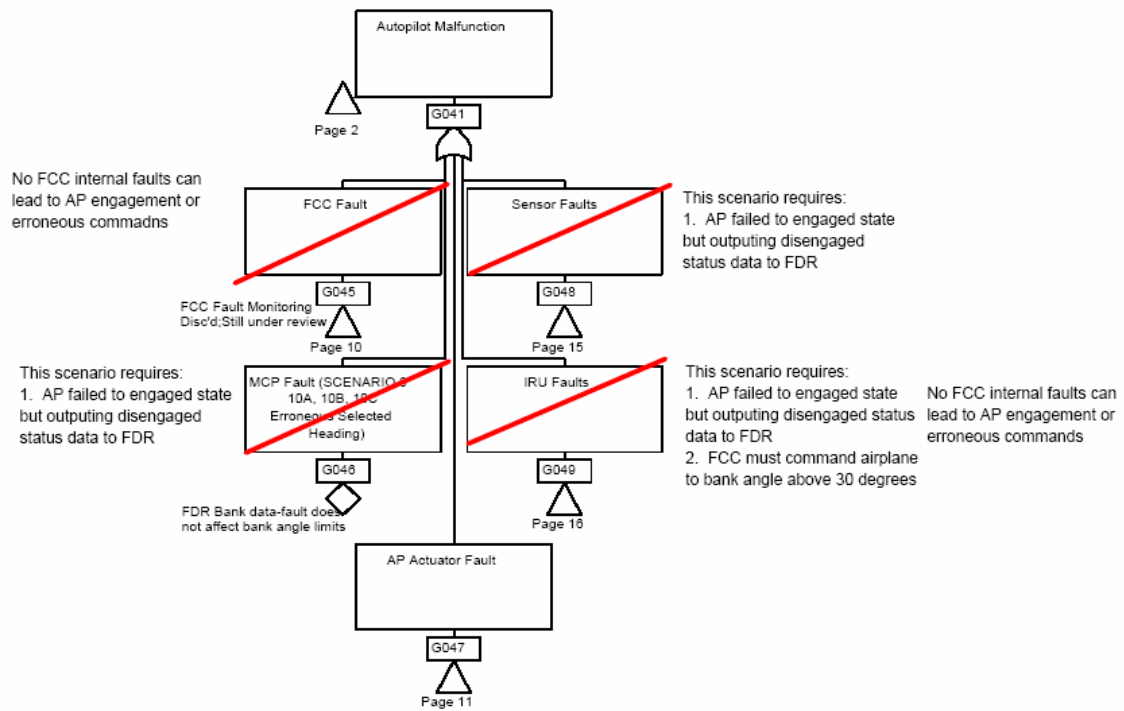 Autopilot Malfunction
Page 2
G041
No FCC internal faults can
lead to AP engagement or
erroneous commadns
FCC Fault
G045
FCC Fault Monitoring
Disc'd;Still under review
Page 10
Sensor Faults
G048
Page 15
This scenario requires:
1. AP failed to engaged state
but outputing disengaged
status data to FDR
This scenario requires:
1. AP failed to engaged state
but outputing disengaged
status data to FDR
MCP Fault (SCENARIO
10A, 10B, 10C
Erroneous Selected
Heading)
G046
FDR Bank data-fault does
not affect bank angle limits
IRU Faults
G049
Page 16
This scenario requires:
1. AP failed to engaged state
but outputing disengaged status
data to FDR
2. FCC must command airplane
to bank angle above 30 degrees
No FCC internal faults can
lead to AP engagement or
erroneous commands
AP Actuator Fault
G047
Page 11